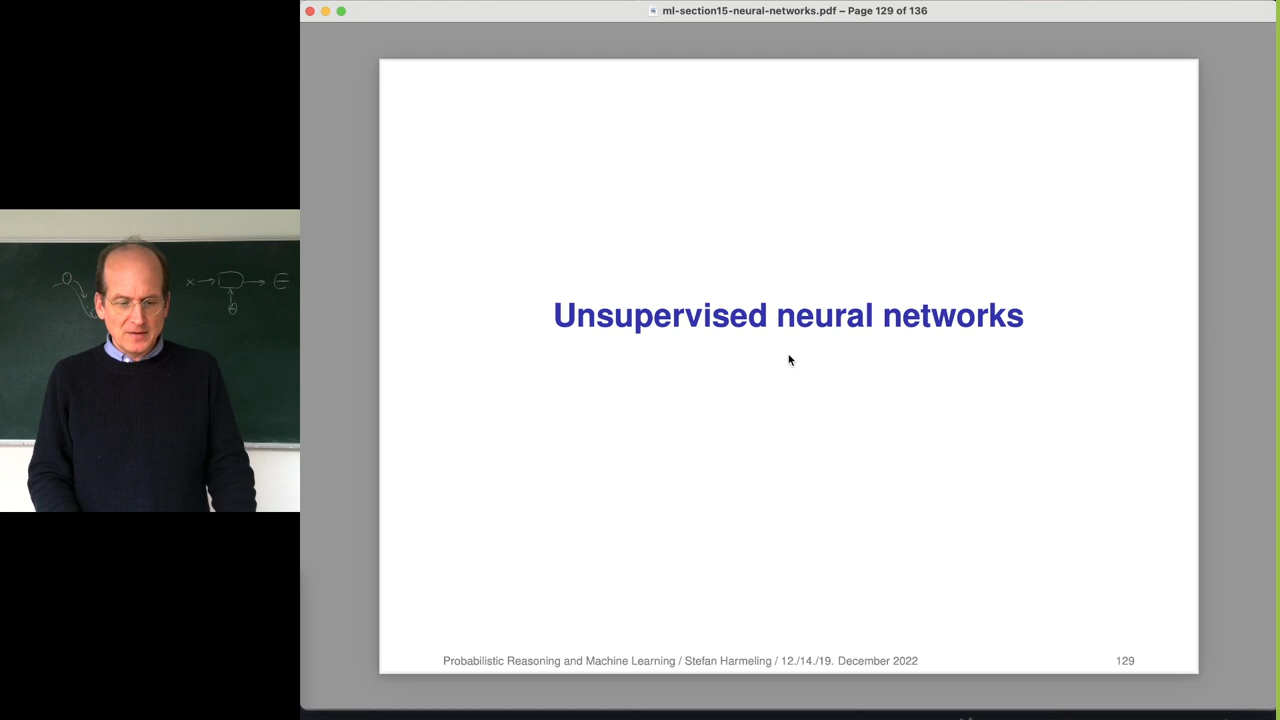 ml-section15-neural-networks.pdf – Page 129 of 136
Unsupervised neural networks
Probabilistic Reasoning and Machine Learning / Stefan Harmeling / 12./14./19. December 2022
129